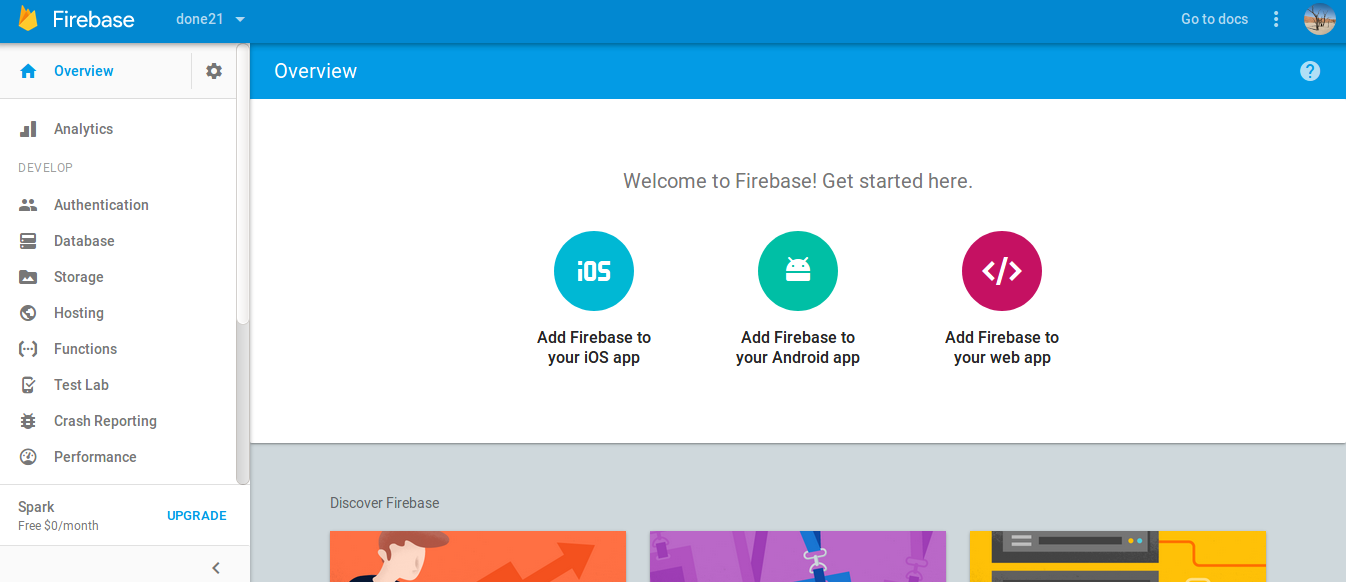 Firebase
done21
Go to docs
Overview
Overview
Analytics
DEVELOP
Authentication
Database
Storage
Hosting
Functions
Test Lab
Crash Reporting
Performance
Spark
Free $0/month
UPGRADE
Welcome to Firebase! Get started here.
iOS
Add Firebase to
your iOS app
Add Firebase to
your Android app
</>
Add Firebase to
your web app
Discover Firebase